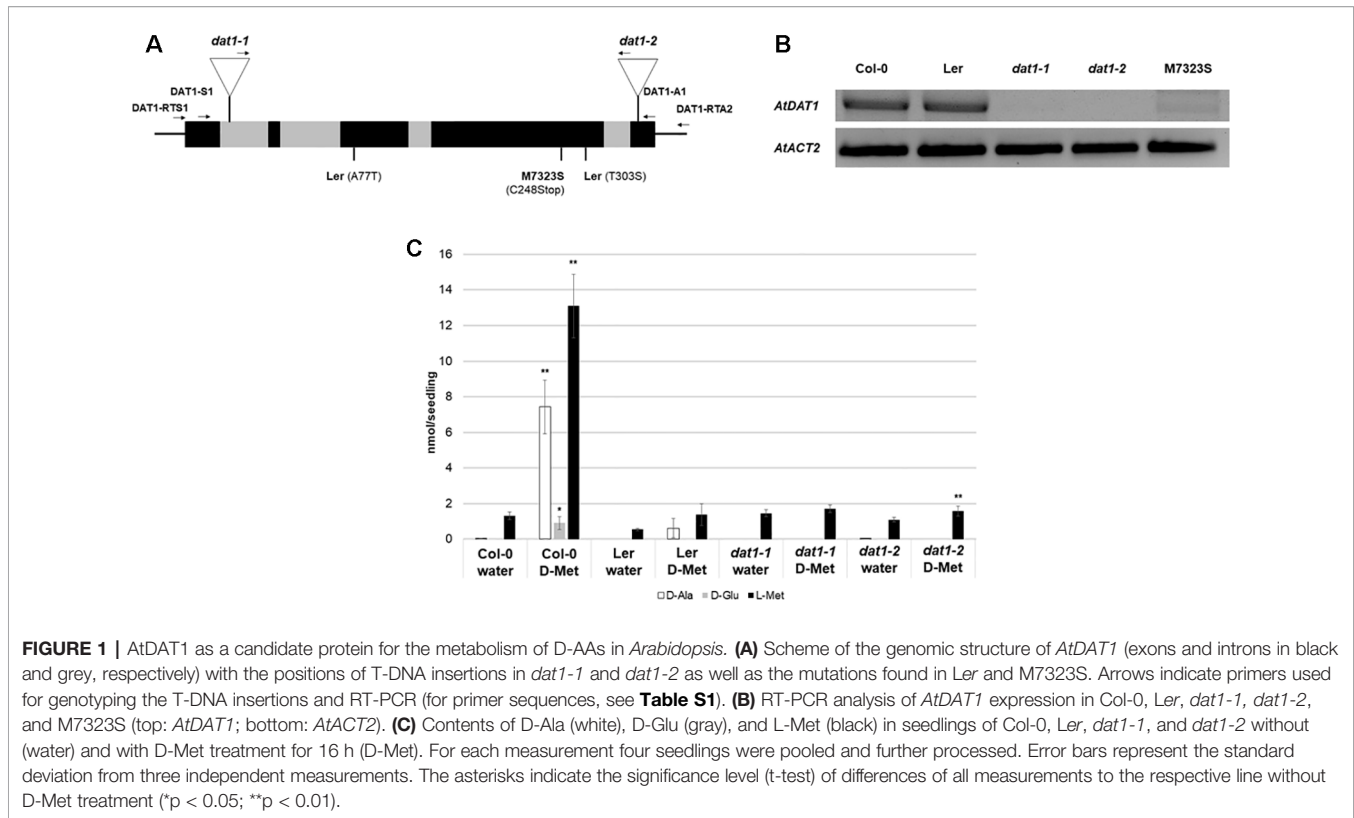 A
dat1-1
dat1-2
DAT1-S1
DAT1-A1
DAT1-RTS1
DAT1-RTA2
Ler (A77T)
M7323S
(C248Stop)
Ler (T303S)
B
Col-0 Ler dat1-1 dat1-2 M7323S
AtDAT1
AtACT2
C
nmol/seedling
16
14
12
10
8
6
4
2
0
**
**
*
**
Col-0 water
Col-0 D-Met
Ler water
Ler D-Met
dat1-1 water
dat1-1 D-Met
dat1-2 water
dat1-2 D-Met
D-Ala D-Glu L-Met
FIGURE 1 | AtDAT1 as a candidate protein for the metabolism of D-AAs in Arabidopsis. (A) Scheme of the genomic structure of AtDAT1 (exons and introns in black
and grey, respectively) with the positions of T-DNA insertions in dat1-1 and dat1-2 as well as the mutations found in Ler and M7323S. Arrows indicate primers used
for genotyping the T-DNA insertions and RT-PCR (for primer sequences, see Table S1). (B) RT-PCR analysis of AtDAT1 expression in Col-0, Ler, dat1-1, dat1-2,
and M7323S (top: AtDAT1; bottom: AtACT2). (C) Contents of D-Ala (white), D-Glu (gray), and L-Met (black) in seedlings of Col-0, Ler, dat1-1, and dat1-2 without
(water) and with D-Met treatment for 16 h (D-Met). For each measurement four seedlings were pooled and further processed. Error bars represent the standard
deviation from three independent measurements. The asterisks indicate the significance level (t-test) of differences of all measurements to the respective line without
D-Met treatment (*p < 0.05; **p < 0.01).